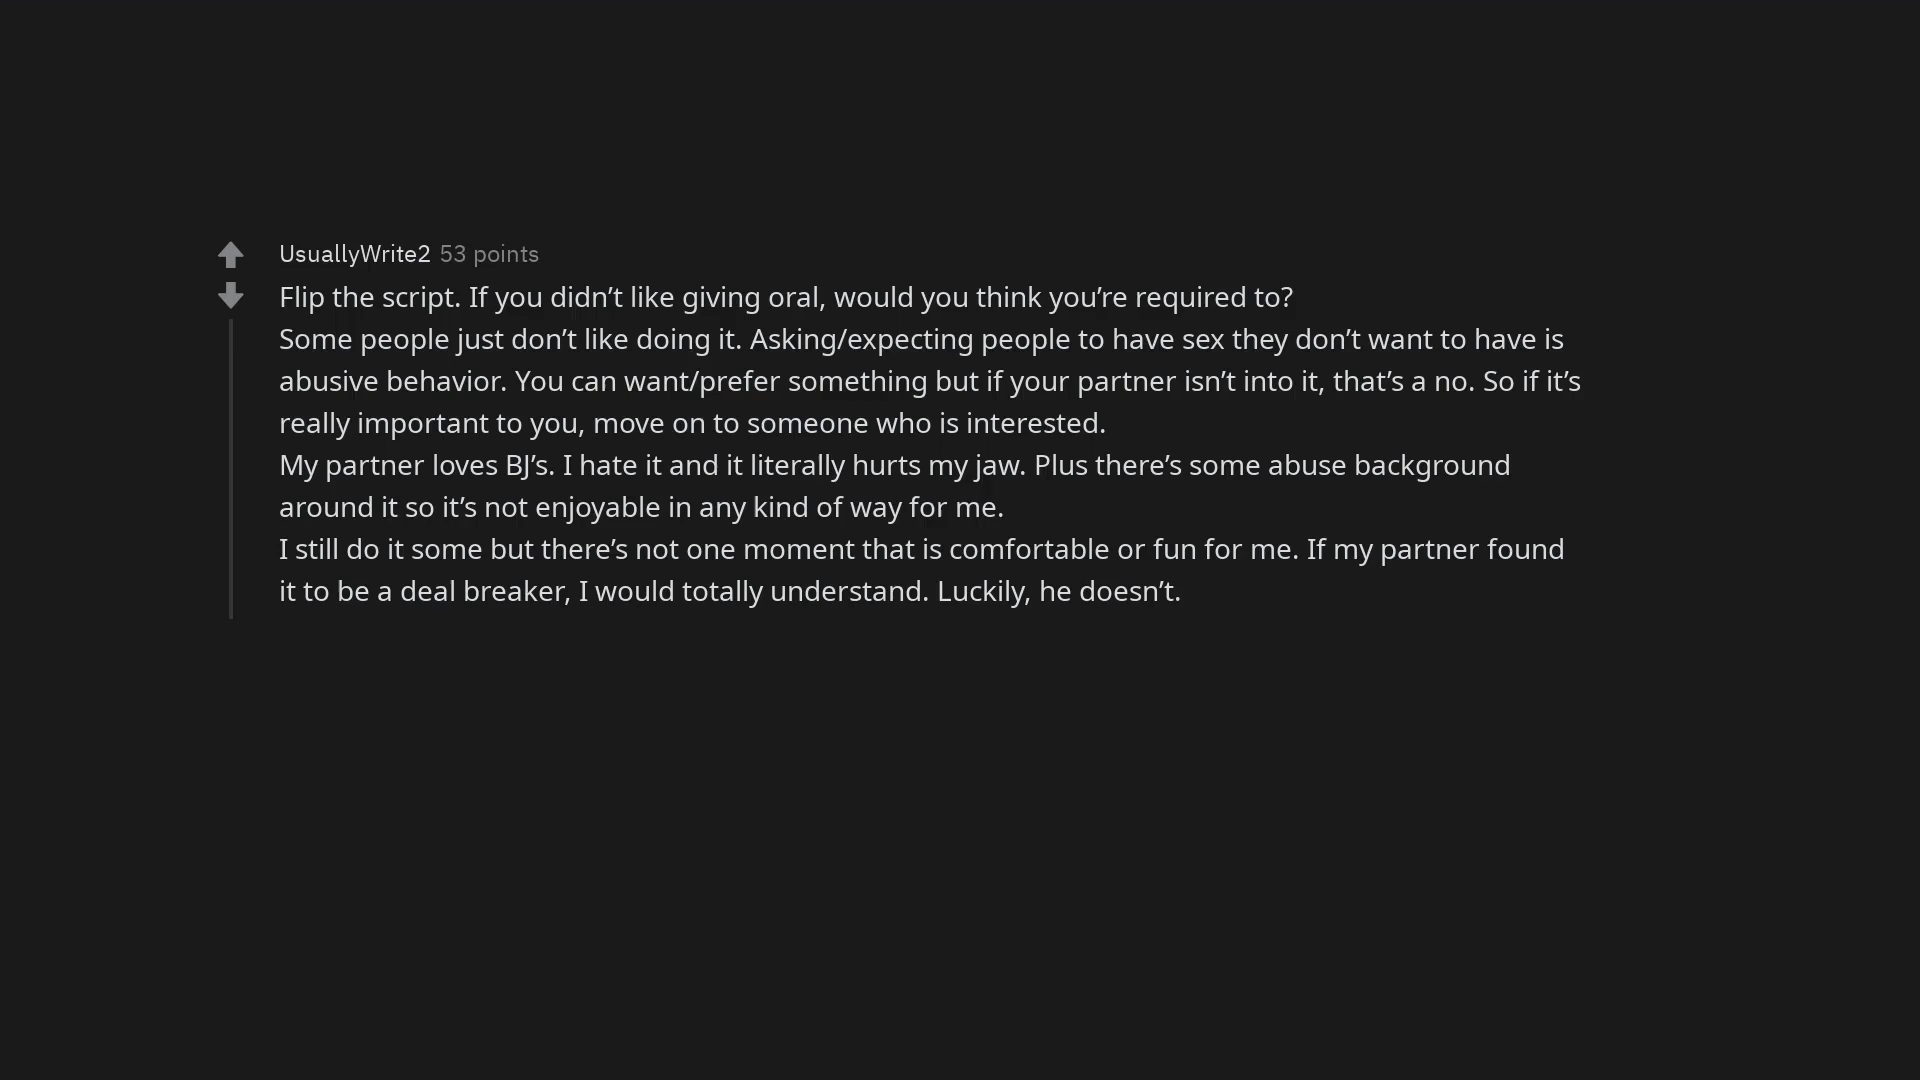 UsuallyWrite2 53 points
Flip the script. If you didn’t like giving oral, would you think you’re required to?
Some people just don’t like doing it. Asking/expecting people to have sex they don’t want to have is
abusive behavior. You can want/prefer something but if your partner isn’t into it, that’s a no. So if it’s
really important to you, move on to someone who is interested.
My partner loves BJ’s. I hate it and it literally hurts my jaw. Plus there’s some abuse background
around it so it’s not enjoyable in any kind of way for me.
I still do it some but there’s not one moment that is comfortable or fun for me. If my partner found
it to be a deal breaker, I would totally understand. Luckily, he doesn’t.